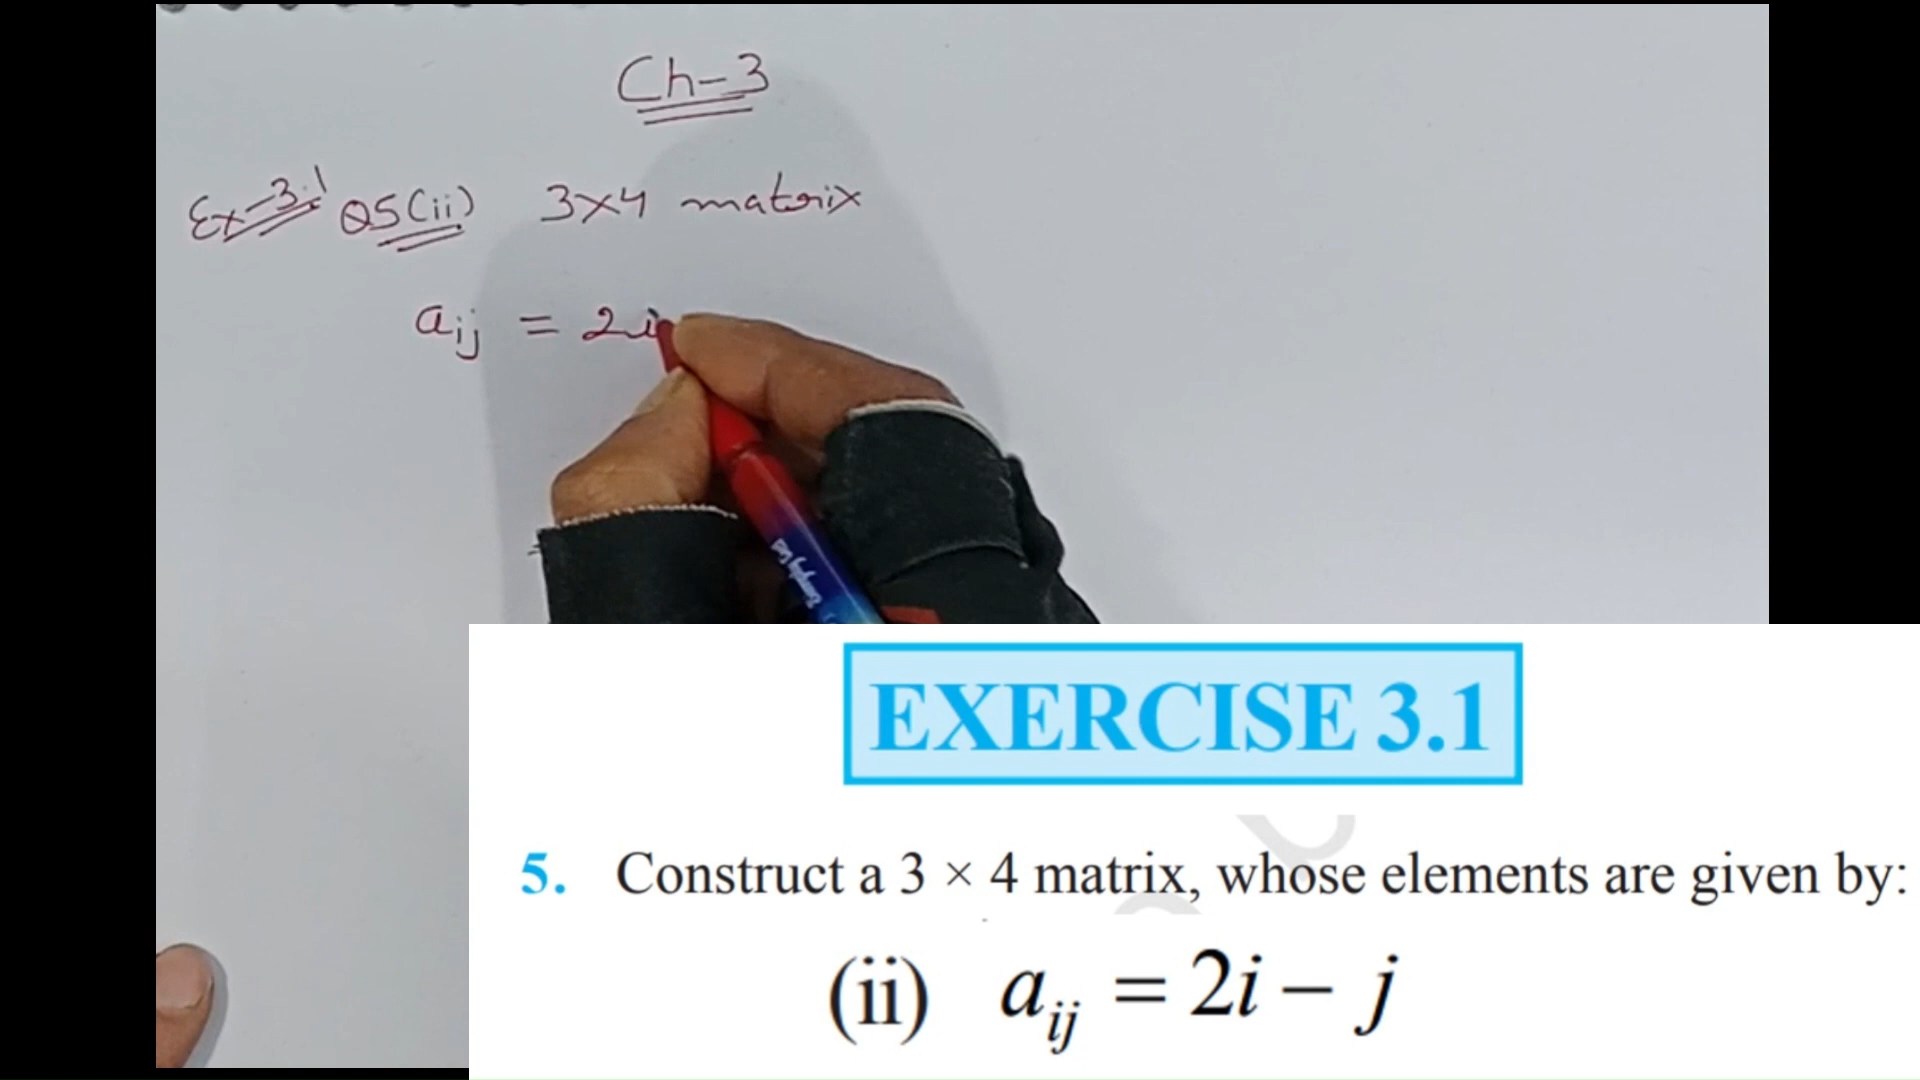 Ch-3
Ex-3.1 Q5(ii) 3×4 matrix
aij = 2i
EXERCISE 3.1
5. Construct a 3 × 4 matrix, whose elements are given by:
(ii) aij = 2i – j